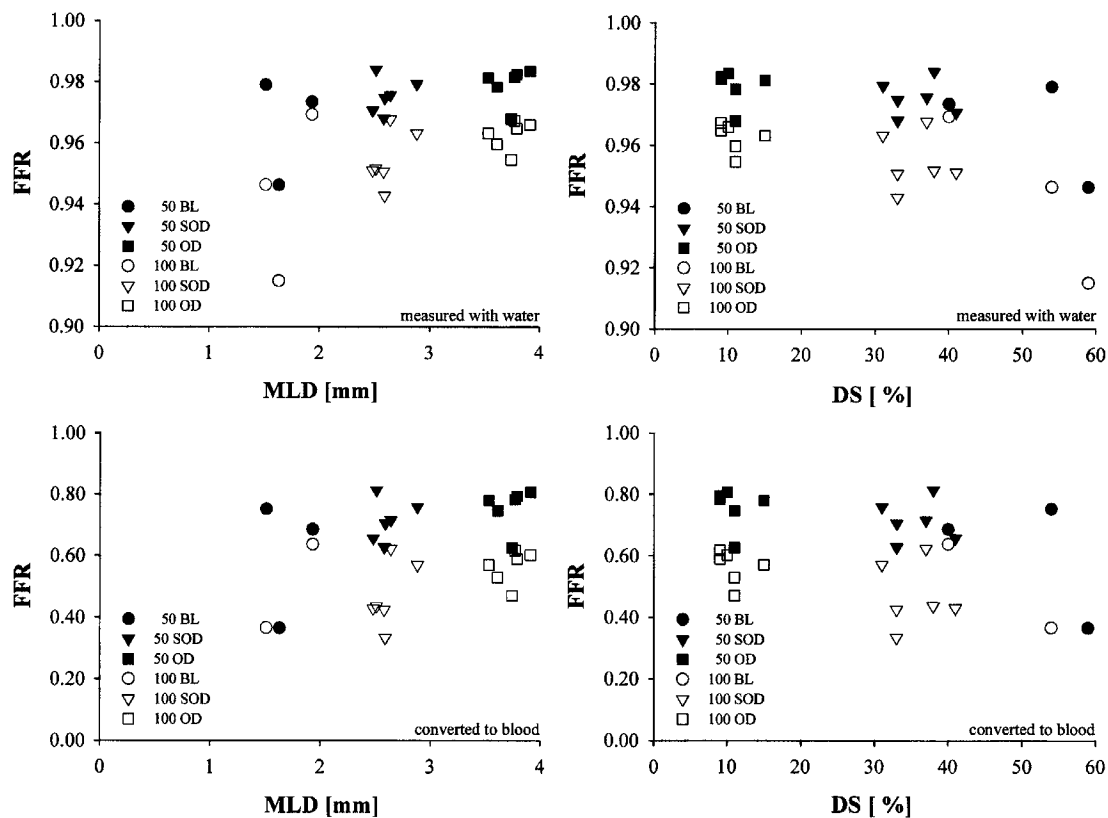 1.00
0.98
0.96
0.94
0.92
0.90
FFR
50 BL
50 SOD
50 OD
100 BL
100 SOD
100 OD
measured with water
0 1 2 3 4
MLD [mm]
1.00
0.98
0.96
0.94
0.92
0.90
FFR
50 BL
50 SOD
50 OD
100 BL
100 SOD
100 OD
measured with water
0 10 20 30 40 50 60
DS [ %]
1.00
0.80
0.60
0.40
0.20
0.00
FFR
50 BL
50 SOD
50 OD
100 BL
100 SOD
100 OD
converted to blood
0 1 2 3 4
MLD [mm]
1.00
0.80
0.60
0.40
0.20
0.00
FFR
50 BL
50 SOD
50 OD
100 BL
100 SOD
100 OD
converted to blood
0 10 20 30 40 50 60
DS [ %]